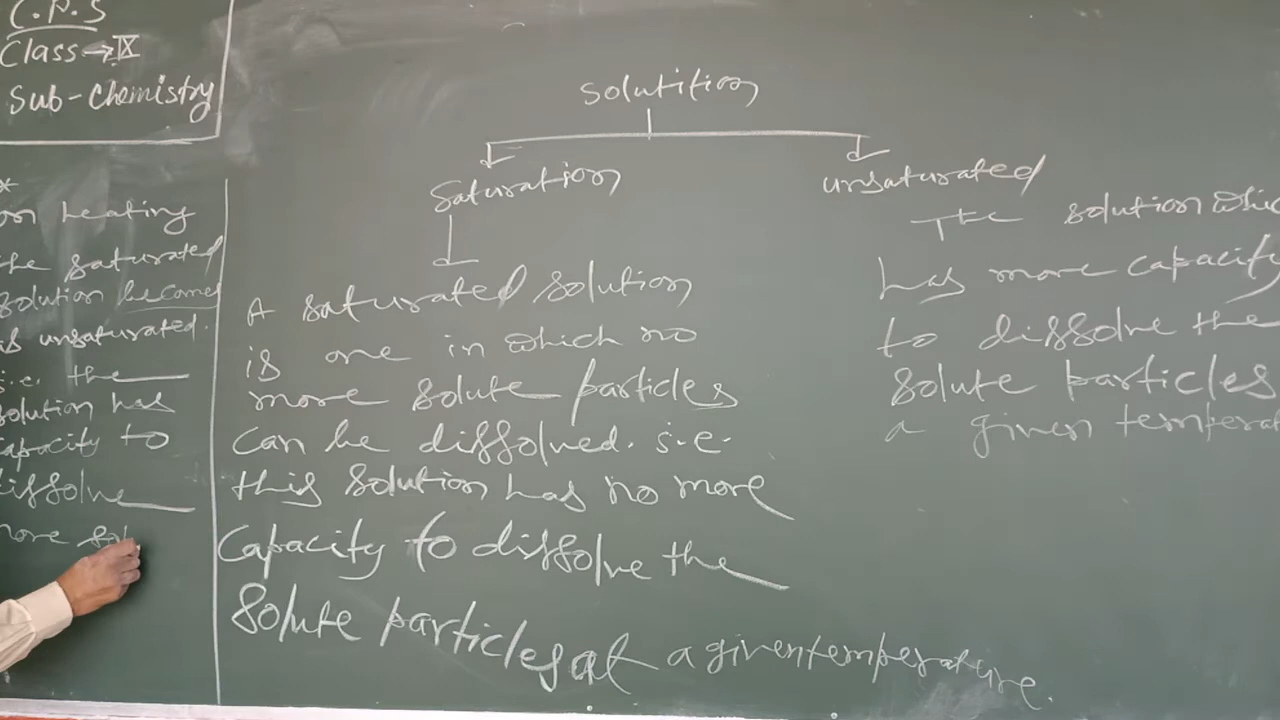 C.P.S
Class → IX
Sub - Chemistry
*
on heating
the saturated
solution becomes
is unsaturated.
i.e. the
solution has
capacity to
dissolve
more sol
solutition
saturation
A saturated solution
is one in which no
more solute particles
can be dissolved. i.e.
this solution has no more
capacity to dissolve the
solute particles at a given temperature.
unsaturated
The solution which
has more capacity
to dissolve the
solute particles
a given temperat